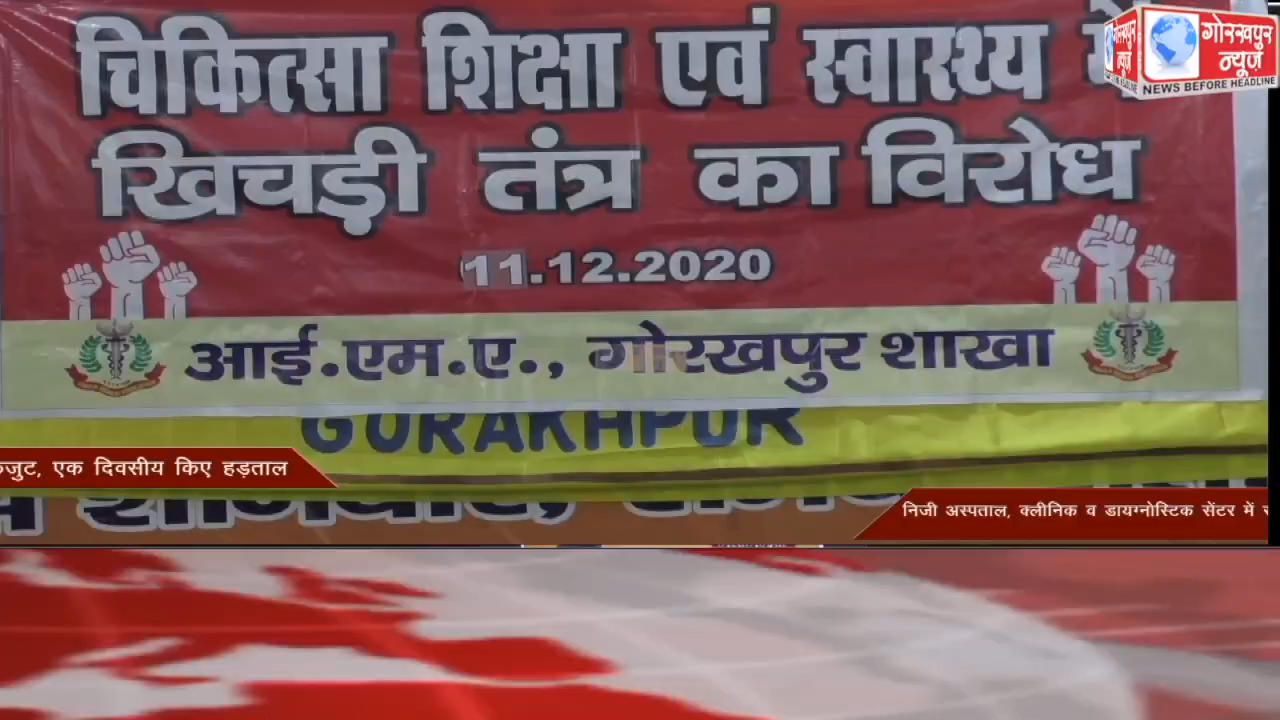 चिकित्सा शिक्षा एवं स्वास्थ्य
खिचड़ी तंत्र का विरोध
11.12.2020
आई.एम.ए., गोरखपुर शाखा
GORAKHPUR
एक दिवसीय किए हड़ताल
निजी अस्पताल, क्लीनिक व डायग्नोस्टिक सेंटर में
गोरखपुर
न्यूज़
NEWS BEFORE HEADLINE
गोरखपुर
न्यूज़